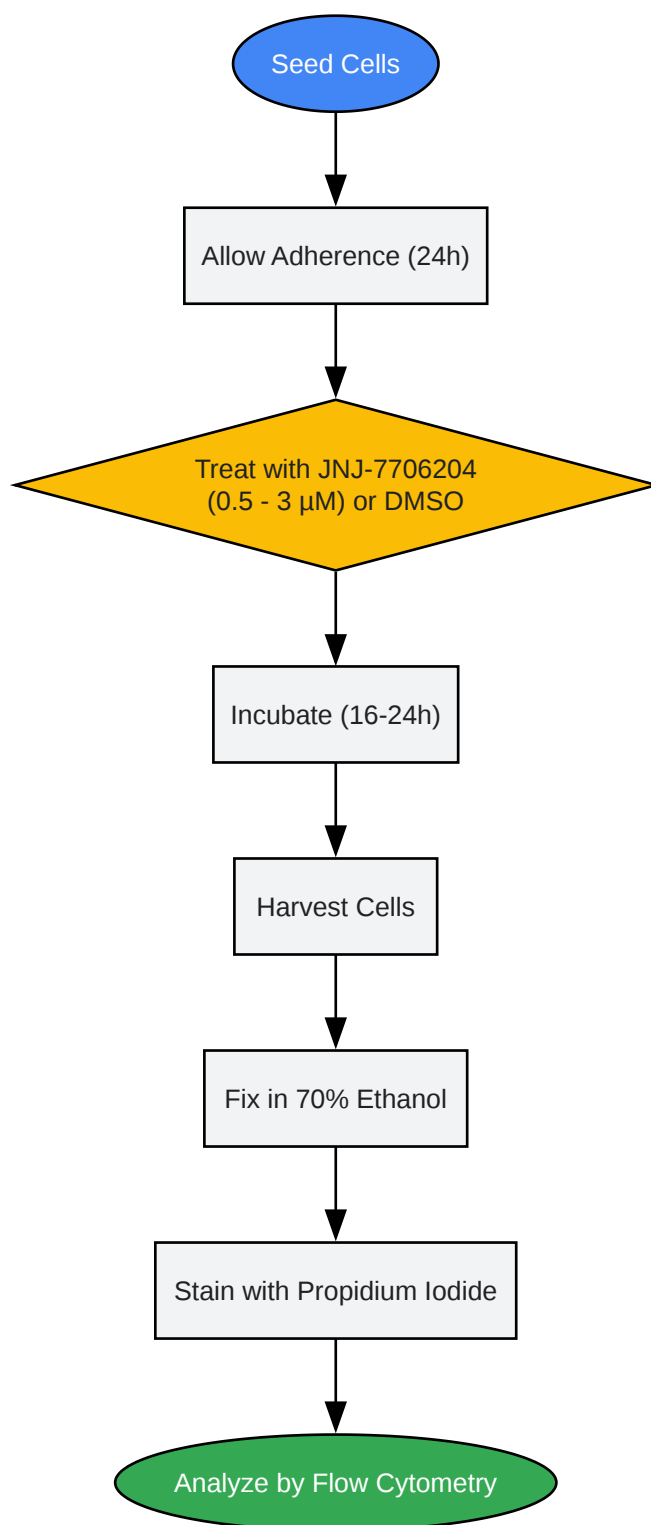 Seed Cells
Allow Adherence (24h)
Treat with JNJ-7706204
(0.5 - 3 µM) or DMSO
Incubate (16-24h)
Harvest Cells
Fix in 70% Ethanol
Stain with Propidium Iodide
Analyze by Flow Cytometry